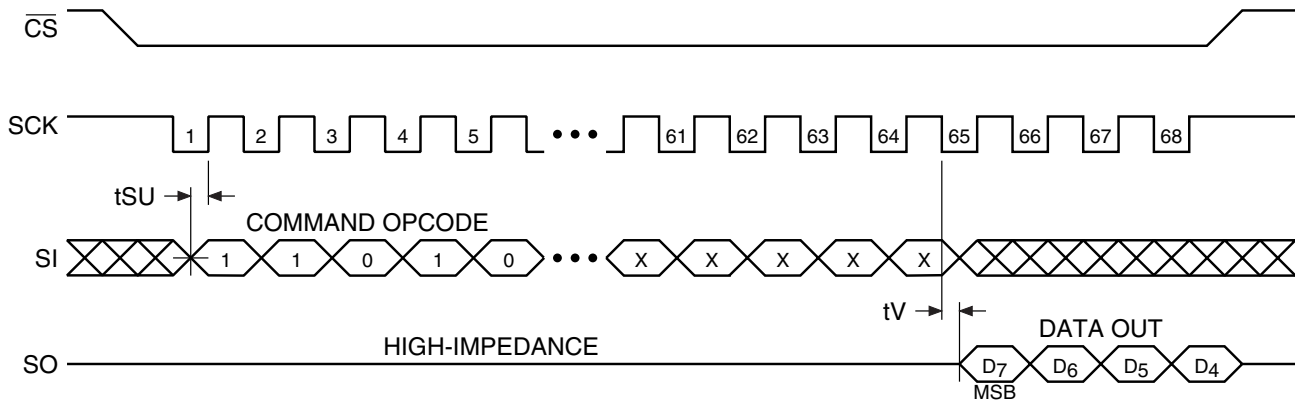 CS
SCK 1 2 3 4 5 ••• 61 62 63 64 65 66 67 68
tSU
COMMAND OPCODE
SI 1 1 0 1 0 ••• X X X X X
tV
DATA OUT
HIGH-IMPEDANCE
SO D7 D6 D5 D4
MSB